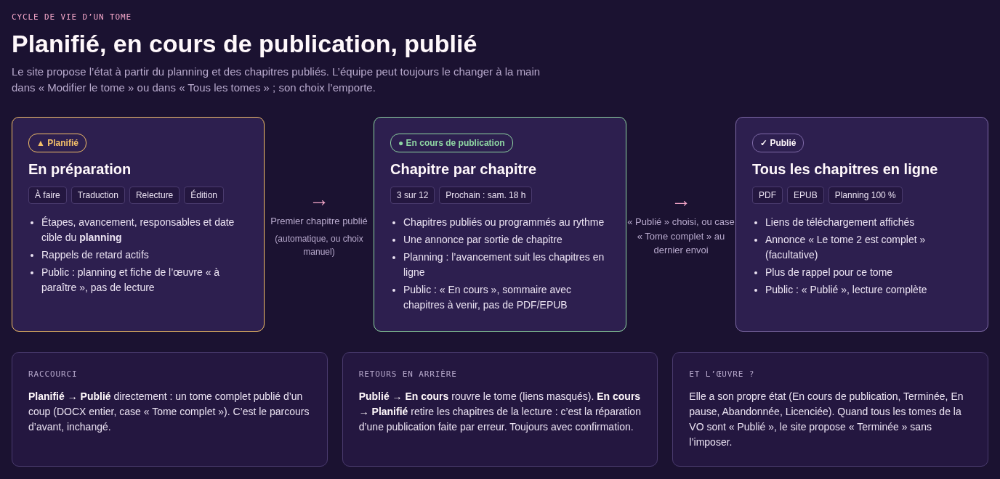 CYCLE DE VIE D’UN TOME
Planifié, en cours de publication, publié
Le site propose l’état à partir du planning et des chapitres publiés. L’équipe peut toujours le changer à la main
dans « Modifier le tome » ou dans « Tous les tomes » ; son choix l’emporte.
▲ Planifié
En préparation
À faire
Traduction
Relecture
Édition
• Étapes, avancement, responsables et date
cible du planning
• Rappels de retard actifs
• Public : planning et fiche de l’œuvre « à
paraître », pas de lecture
→
Premier chapitre publié
(automatique, ou choix
manuel)
● En cours de publication
Chapitre par chapitre
3 sur 12
Prochain : sam. 18 h
• Chapitres publiés ou programmés au rythme
• Une annonce par sortie de chapitre
• Planning : l’avancement suit les chapitres en
ligne
• Public : « En cours », sommaire avec
chapitres à venir, pas de PDF/EPUB
→
« Publié » choisi, ou case
« Tome complet » au
dernier envoi
✓ Publié
Tous les chapitres en ligne
PDF
EPUB
Planning 100 %
• Liens de téléchargement affichés
• Annonce « Le tome 2 est complet »
(facultative)
• Plus de rappel pour ce tome
• Public : « Publié », lecture complète
RACCOURCI
Planifié → Publié directement : un tome complet publié d’un
coup (DOCX entier, case « Tome complet »). C’est le parcours
d’avant, inchangé.
RETOURS EN ARRIÈRE
Publié → En cours rouvre le tome (liens masqués). En cours
→ Planifié retire les chapitres de la lecture : c’est la réparation
d’une publication faite par erreur. Toujours avec confirmation.
ET L’ŒUVRE ?
Elle a son propre état (En cours de publication, Terminée, En
pause, Abandonnée, Licenciée). Quand tous les tomes de la
VO sont « Publié », le site propose « Terminée » sans
l’imposer.